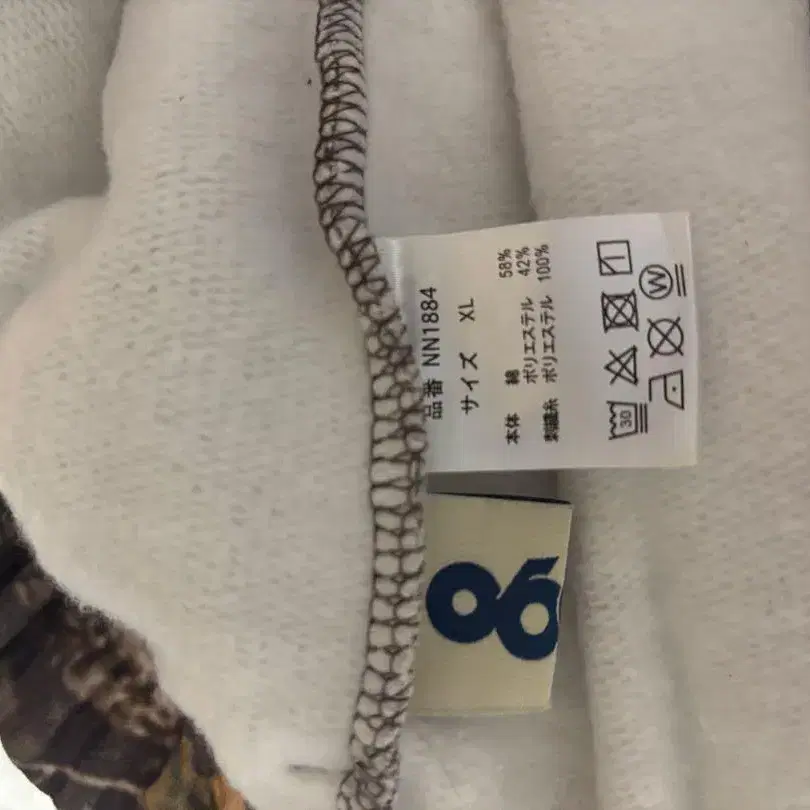 品番 NN1884
サイズ XL
本体 綿 58%
ポリエステル 42%
刺繍糸 ポリエステル 100%
30
1
W